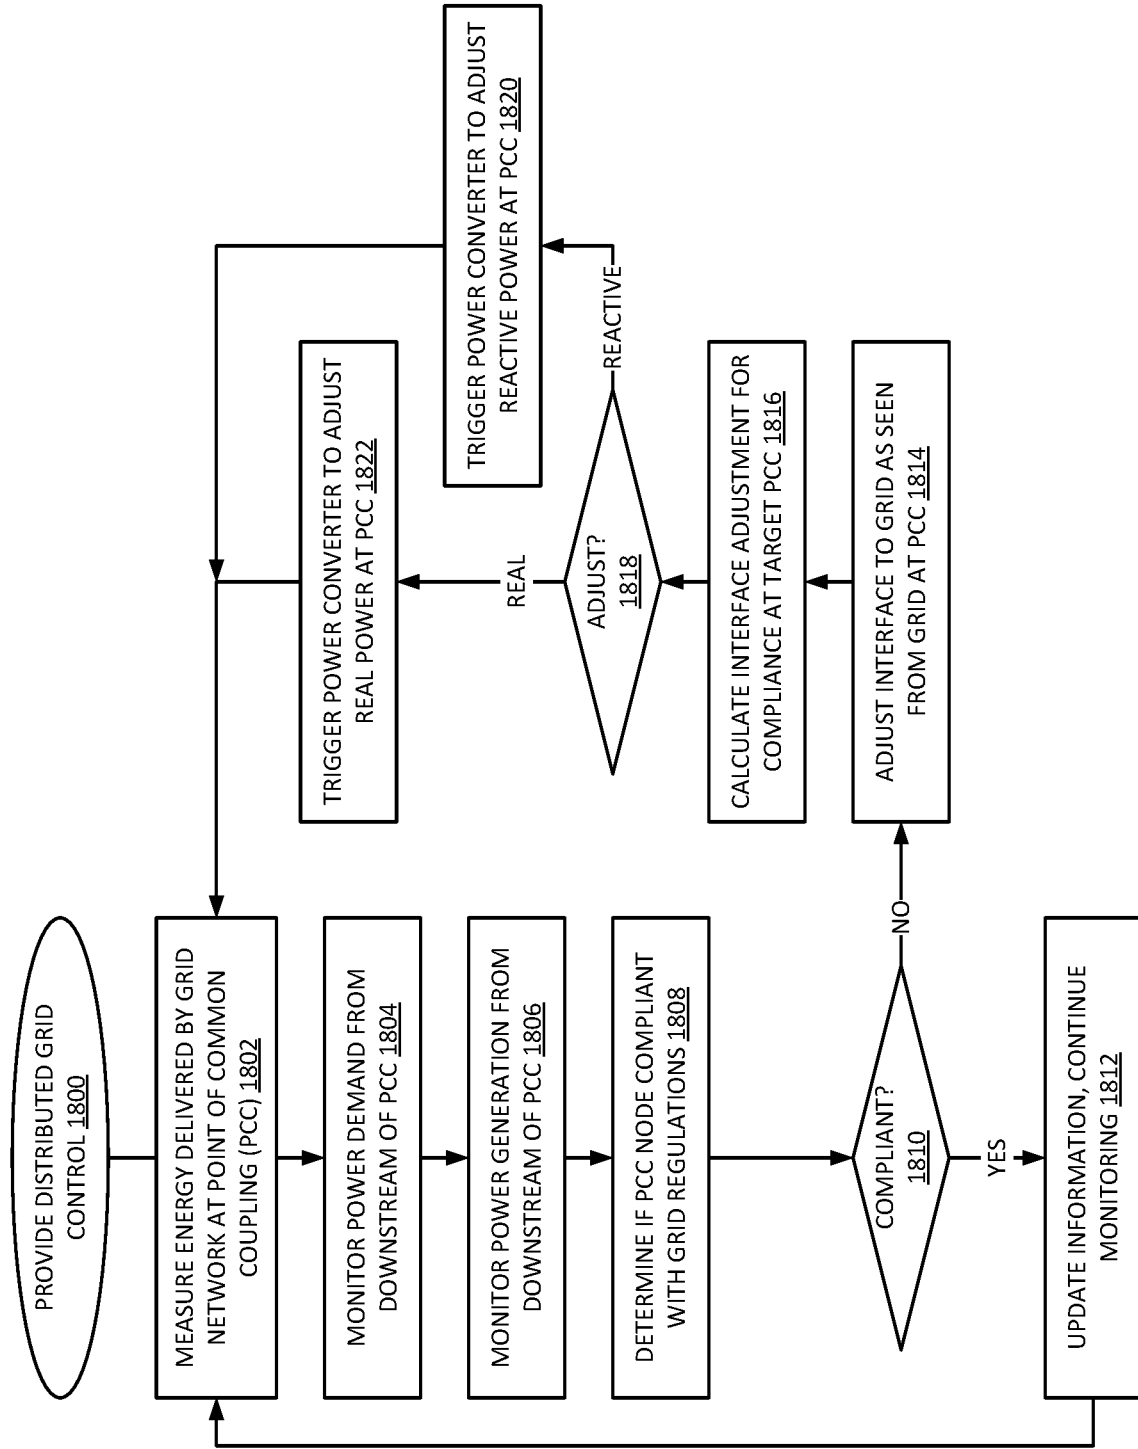 PROVIDE DISTRIBUTED GRID
CONTROL 1800
MEASURE ENERGY DELIVERED BY GRID
NETWORK AT POINT OF COMMON
COUPLING (PCC) 1802
MONITOR POWER DEMAND FROM
DOWNSTREAM OF PCC 1804
MONITOR POWER GENERATION FROM
DOWNSTREAM OF PCC 1806
DETERMINE IF PCC NODE COMPLIANT
WITH GRID REGULATIONS 1808
COMPLIANT?
1810
YES
NO
UPDATE INFORMATION, CONTINUE
MONITORING 1812
ADJUST INTERFACE TO GRID AS SEEN
FROM GRID AT PCC 1814
CALCULATE INTERFACE ADJUSTMENT FOR
COMPLIANCE AT TARGET PCC 1816
ADJUST?
1818
REAL
REACTIVE
TRIGGER POWER CONVERTER TO ADJUST
REACTIVE POWER AT PCC 1820
TRIGGER POWER CONVERTER TO ADJUST
REAL POWER AT PCC 1822